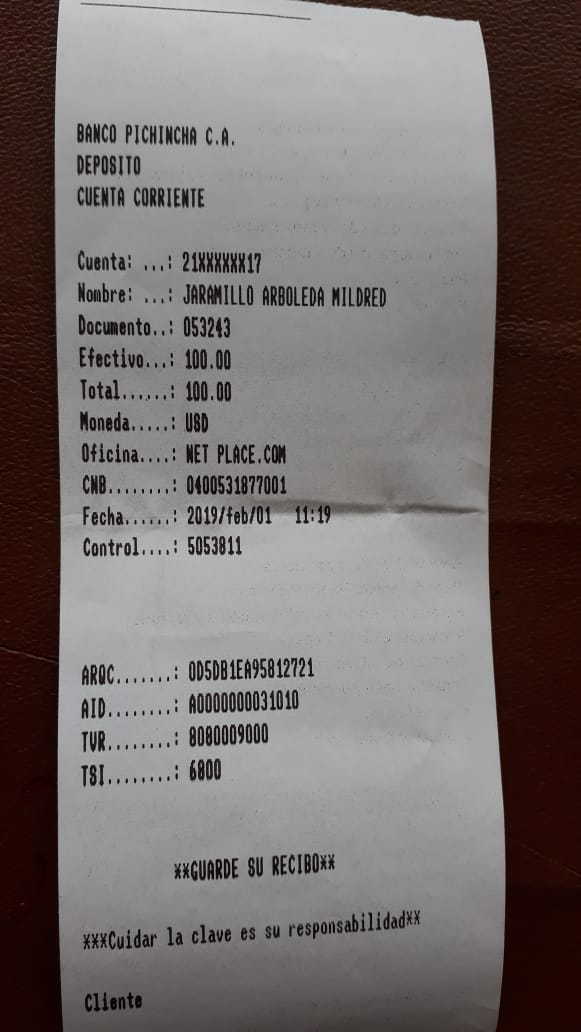 BANCO PICHINCHA C.A.
DEPOSITO
CUENTA CORRIENTE
Cuenta: ...: 21XXXXXX17
Nombre: ...: JARAMILLO ARBOLEDA MILDRED
Documento..: 053243
Efectivo...: 100.00
Total......: 100.00
Moneda.....: USD
Oficina....: NET PLACE.COM
CNB........: 0400531877001
Fecha......: 2019/feb/01 11:19
Control....: 5053811
ARQC.......: 0D5DB1EA95812721
AID........: A0000000031010
TVR........: 8080009000
TSI........: 6800
**GUARDE SU RECIBO**
***Cuidar la clave es su responsabilidad**
Cliente